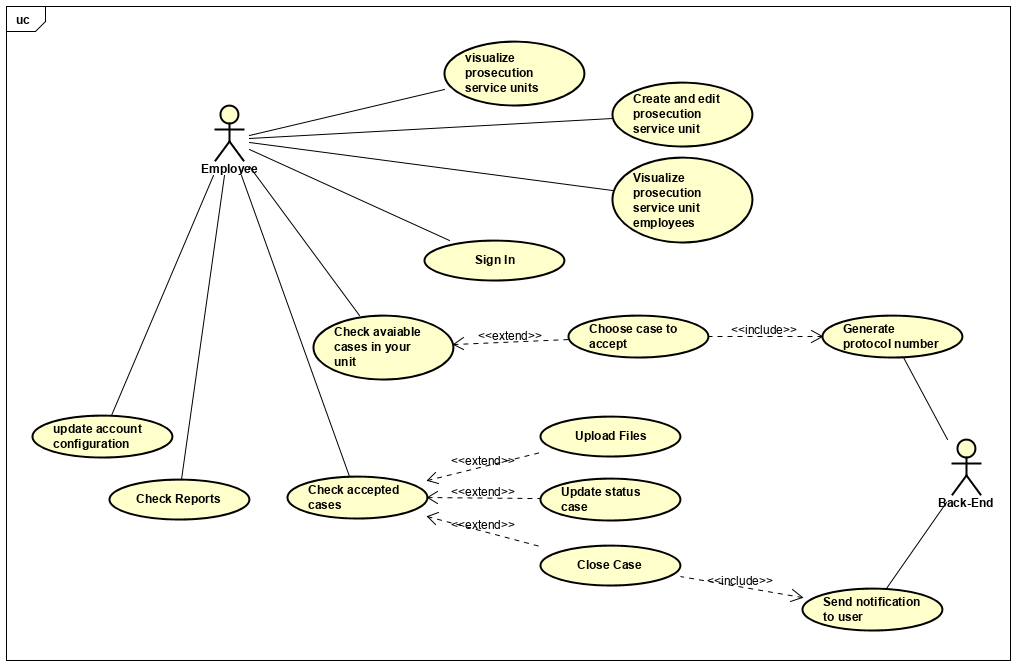 uc
visualize
prosecution
service units
Create and edit
prosecution
service unit
Employee
Visualize
prosecution
service unit
employees
Sign In
Check avaiable
cases in your
unit
<<extend>>
Choose case to
accept
<<include>>
Generate
protocol number
update account
configuration
Upload Files
<<extend>>
Check Reports
Check accepted
cases
<<extend>>
Update status
case
Back-End
<<extend>>
Close Case
<<include>>
Send notification
to user